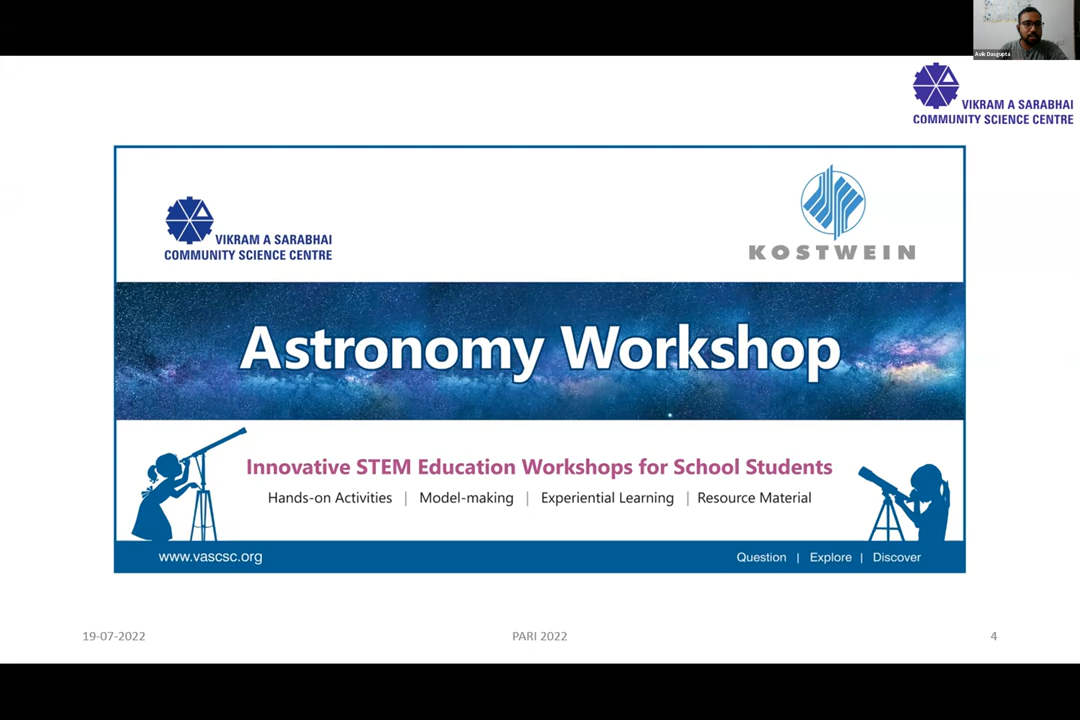 Avik Dasgupta
VIKRAM A SARABHAI
COMMUNITY SCIENCE CENTRE
VIKRAM A SARABHAI
COMMUNITY SCIENCE CENTRE
KOSTWEIN
Astronomy Workshop
Innovative STEM Education Workshops for School Students
Hands-on Activities | Model-making | Experiential Learning | Resource Material
www.vascsc.org
Question | Explore | Discover
19-07-2022
PARI 2022
4